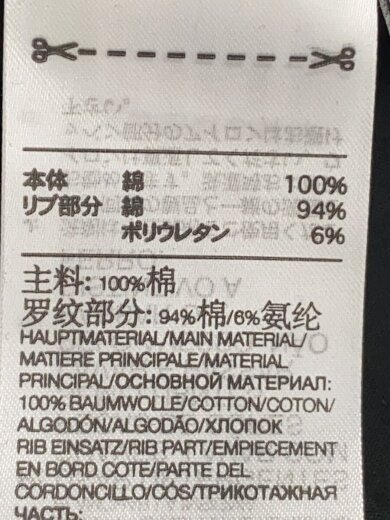 本体 綿 100%
リブ部分 綿 94%
ポリウレタン 6%
主料: 100%棉
罗纹部分: 94%棉/6%氨纶
HAUPTMATERIAL/MAIN MATERIAL/
MATIERE PRINCIPALE/MATERIAL
PRINCIPAL/ОСНОВНОЙ МАТЕРИАЛ:
100% BAUMWOLLE/COTTON/COTON/
ALGODÓN/ALGODÃO/ХЛОПОК
RIB EINSATZ/RIB PART/EMPIECEMENT
EN BORD COTE/PARTE DEL
CORDONCILLO/CÓS/ТРИКОТАЖНАЯ
ЧАСТЬ: